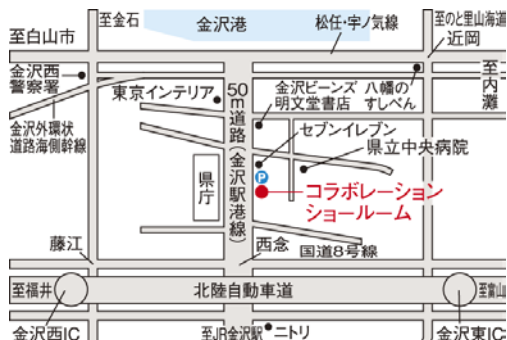 至金石
金沢港
松任・宇ノ気線
至のと里山海道
近岡
至白山市
金沢西
警察署
東京インテリア
金沢ビーンズ
明文堂書店
八幡の
すしべん
至内灘
金沢外環状
道路海側幹線
50m道路(金沢駅港線)
セブンイレブン
県立中央病院
県庁
P
コラボレーション
ショールーム
藤江
西念
国道8号線
至福井
北陸自動車道
至富山
金沢西IC
至JR金沢駅
ニトリ
金沢東IC